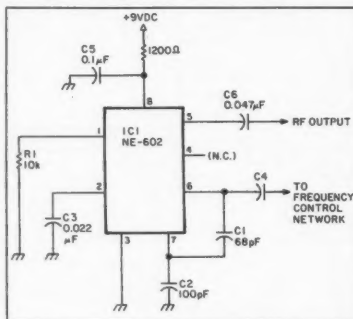 +9VDC
C5
0.1µF
1200Ω
C6
0.047µF
8
IC1
NE-602
5
RF OUTPUT
1
4
(N.C.)
R1
10k
2
6
C4
TO
FREQUENCY
CONTROL
NETWORK
C3
0.022
µF
3
7
C1
68pF
C2
100pF